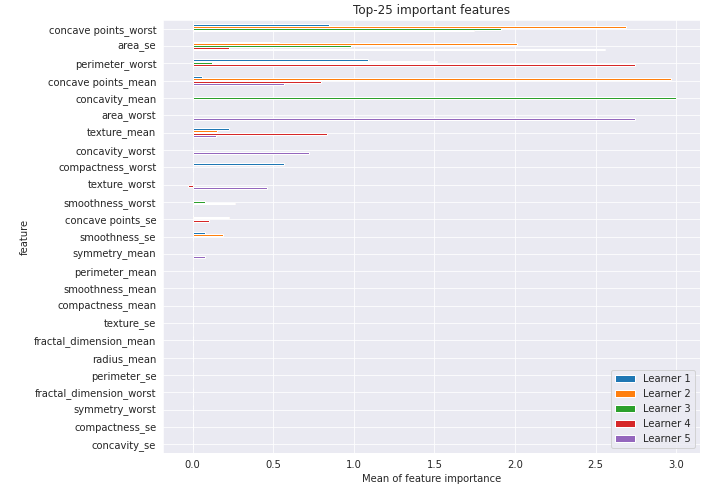 Top-25 important features
concave points_worst
area_se
perimeter_worst
concave points_mean
concavity_mean
area_worst
texture_mean
concavity_worst
compactness_worst
texture_worst
smoothness_worst
concave points_se
smoothness_se
symmetry_mean
perimeter_mean
smoothness_mean
compactness_mean
texture_se
fractal_dimension_mean
radius_mean
perimeter_se
fractal_dimension_worst
symmetry_worst
compactness_se
concavity_se
feature
Learner 1
Learner 2
Learner 3
Learner 4
Learner 5
0.0 0.5 1.0 1.5 2.0 2.5 3.0
Mean of feature importance